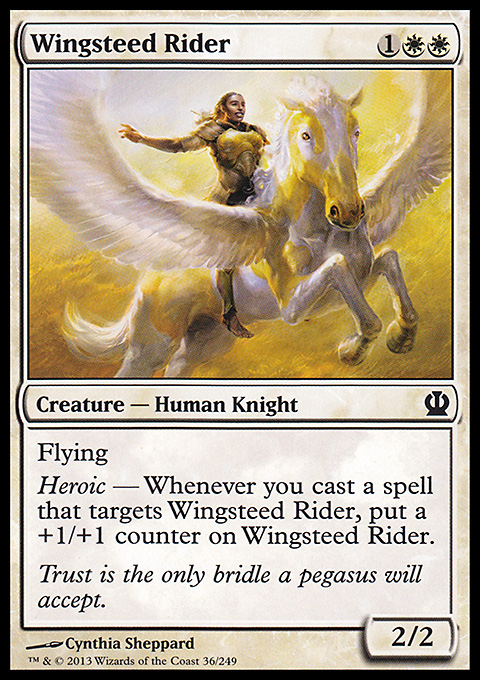 Wingsteed Rider 1
Creature — Human Knight
Flying
Heroic — Whenever you cast a spell
that targets Wingsteed Rider, put a
+1/+1 counter on Wingsteed Rider.
Trust is the only bridle a pegasus will
accept.
Cynthia Sheppard
2/2
™ & © 2013 Wizards of the Coast 36/249